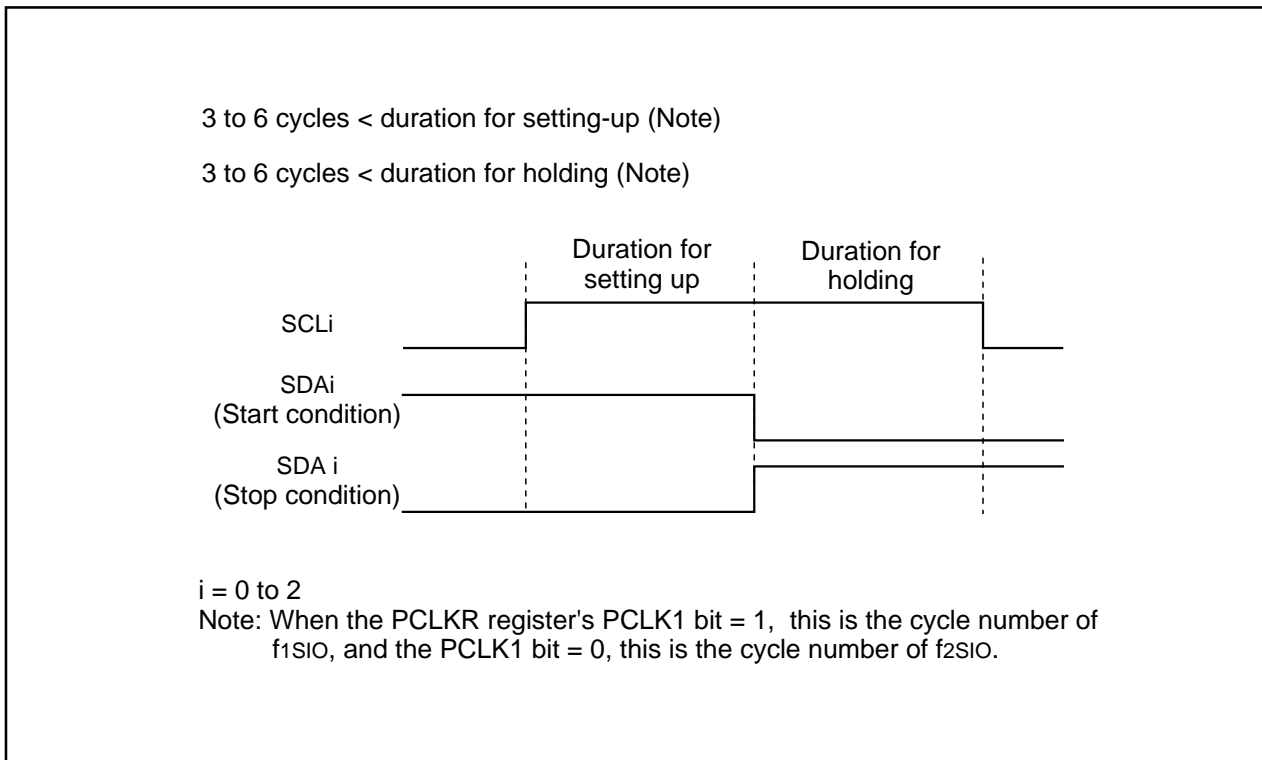 3 to 6 cycles < duration for setting-up (Note)
3 to 6 cycles < duration for holding (Note)
Duration for
setting up
Duration for
holding
SCLi
SDAi
(Start condition)
SDA i
(Stop condition)
i = 0 to 2
Note: When the PCLKR register's PCLK1 bit = 1, this is the cycle number of
f1SIO, and the PCLK1 bit = 0, this is the cycle number of f2SIO.